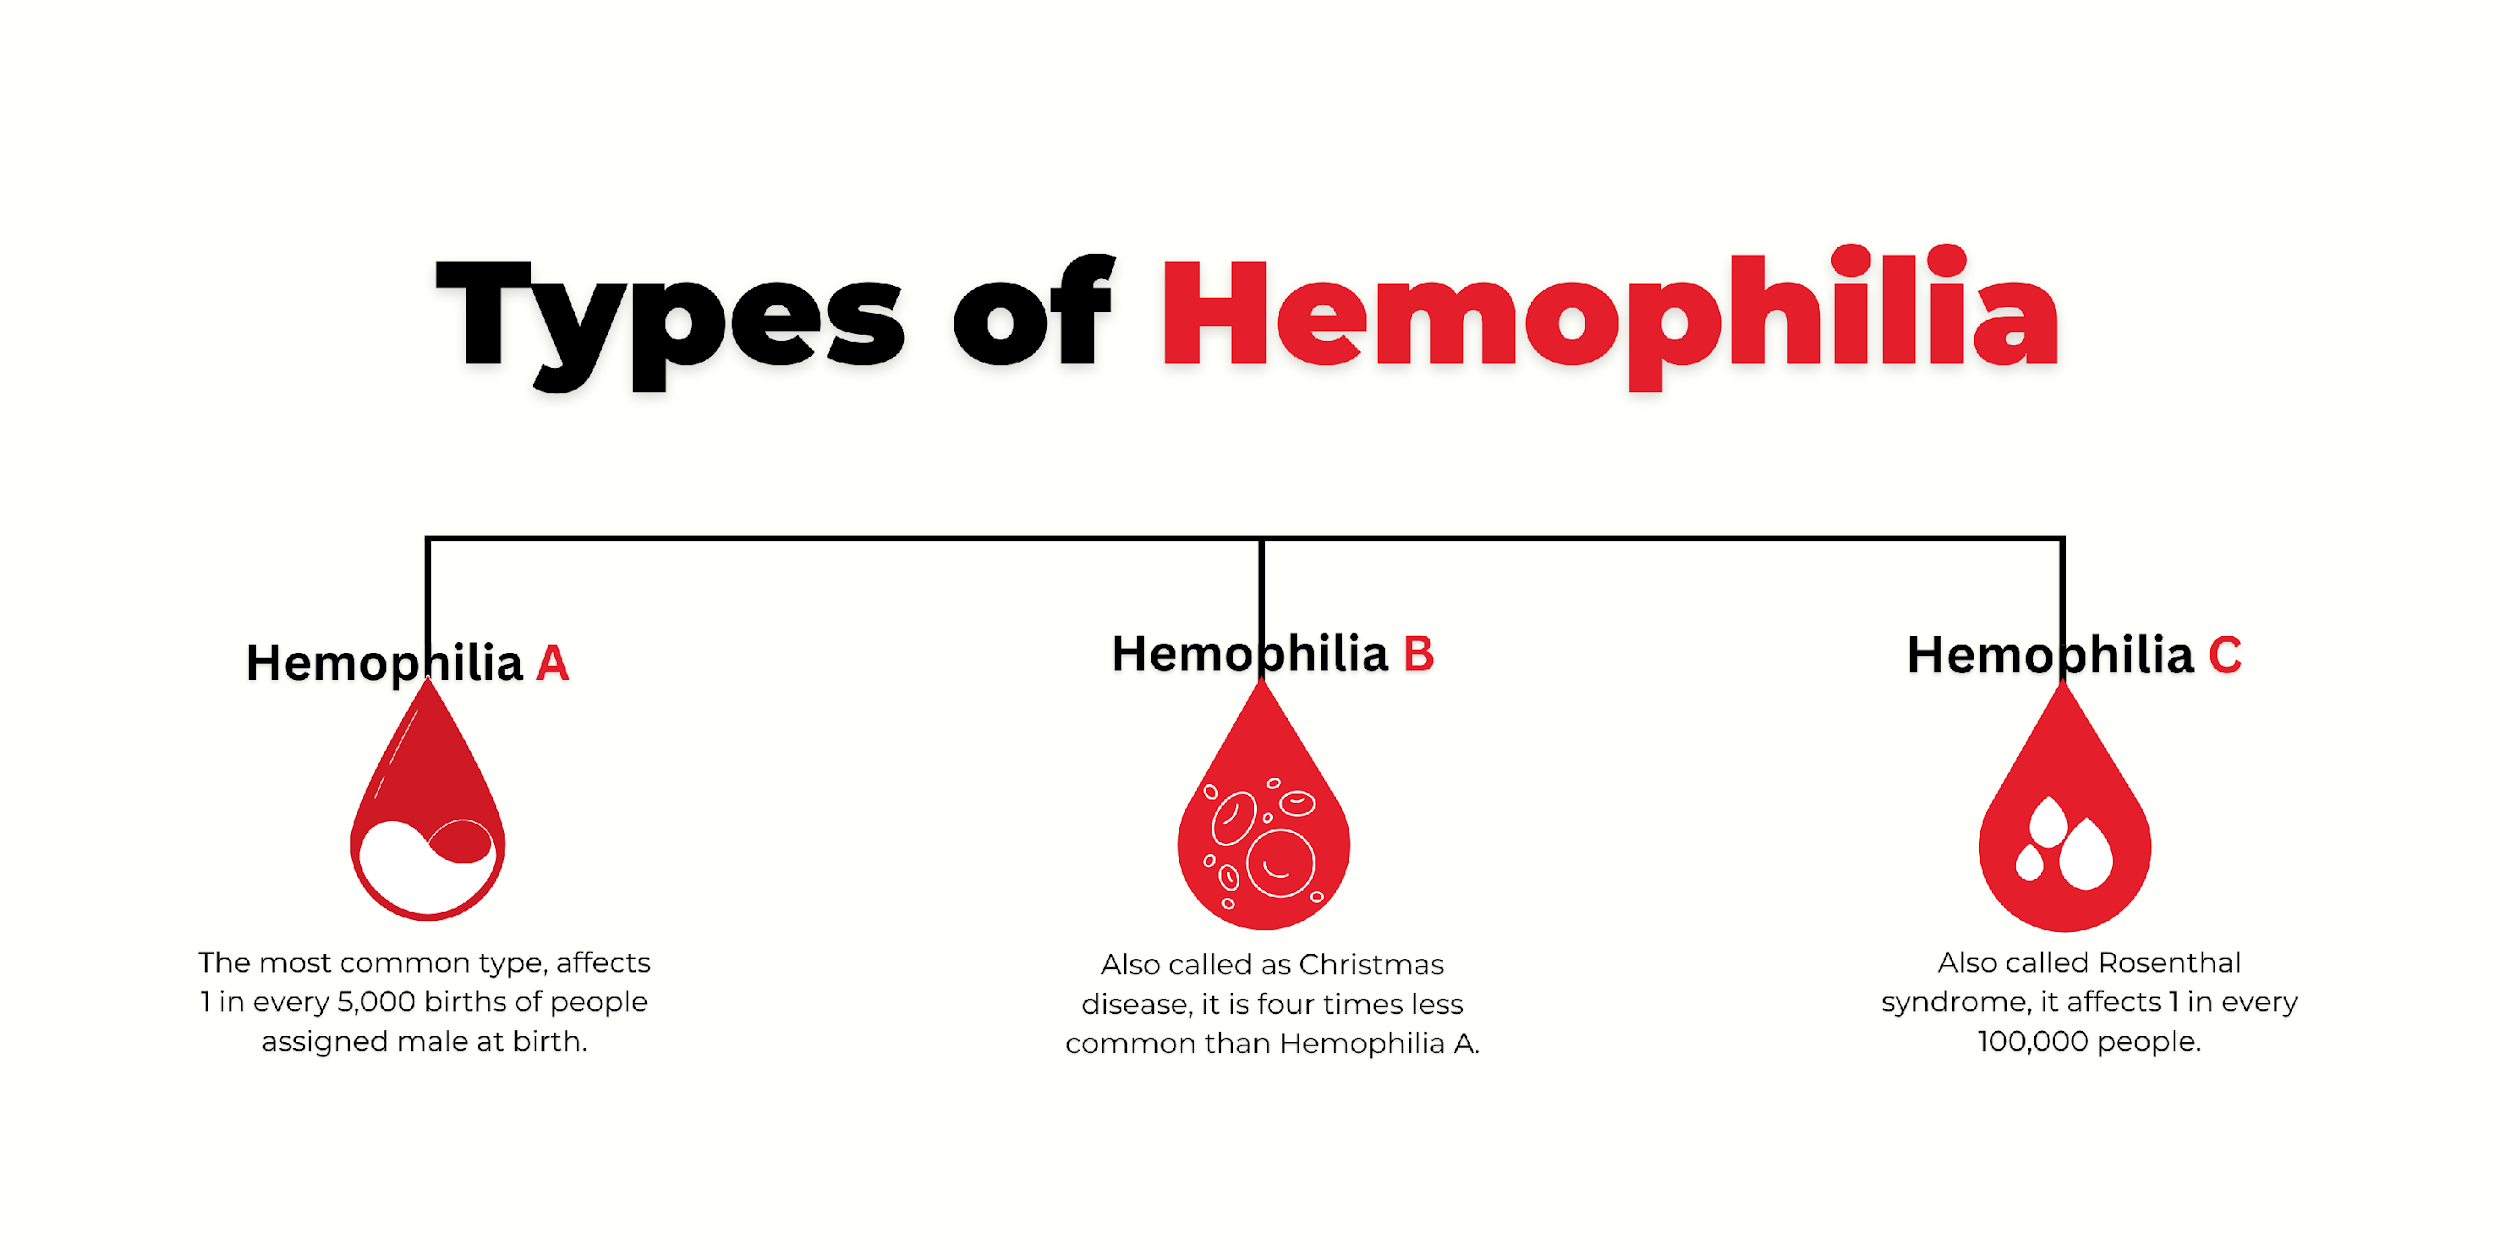 Types of Hemophilia
Hemophilia A
Hemophilia B
Hemophilia C
The most common type, affects
1 in every 5,000 births of people
assigned male at birth.
Also called as Christmas
disease, it is four times less
common than Hemophilia A.
Also called Rosenthal
syndrome, it affects 1 in every
100,000 people.